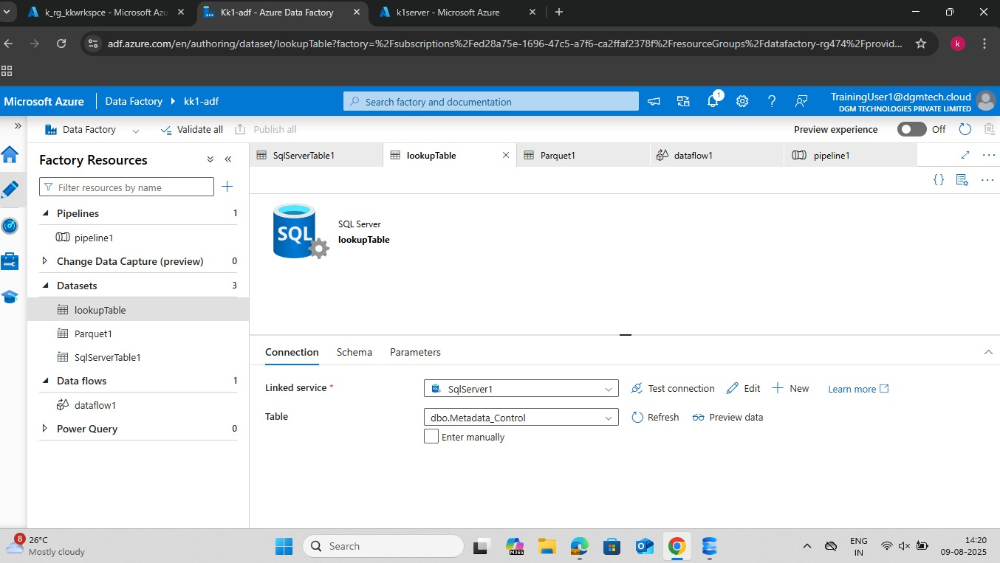 k_rg_kkwrkspce - Microsoft Azu
Kk1-adf - Azure Data Factory
k1server - Microsoft Azure
adf.azure.com/en/authoring/dataset/lookupTable?factory=%2Fsubscriptions%2Fed28a75e-1696-47c5-a7f6-ca2ffaf2378f%2FresourceGroups%2Fdatafactory-rg474%2Fprovid...
k
Microsoft Azure
Data Factory
kk1-adf
Search factory and documentation
1
TrainingUser1@dgmtech.cloud
DGM TECHNOLOGIES PRIVATE LIMITED
Data Factory
Validate all
Publish all
Preview experience
Off
Factory Resources
Filter resources by name
Pipelines 1
pipeline1
Change Data Capture (preview) 0
Datasets 3
lookupTable
Parquet1
SqlServerTable1
Data flows 1
dataflow1
Power Query 0
SqlServerTable1
lookupTable
Parquet1
dataflow1
pipeline1
{}
SQL
SQL Server
lookupTable
Connection
Schema
Parameters
Linked service *
SQL
SqlServer1
Test connection
Edit
New
Learn more
Table
dbo.Metadata_Control
Refresh
Preview data
Enter manually
8
26°C
Mostly cloudy
Search
M365
ENG
IN
14:20
09-08-2025